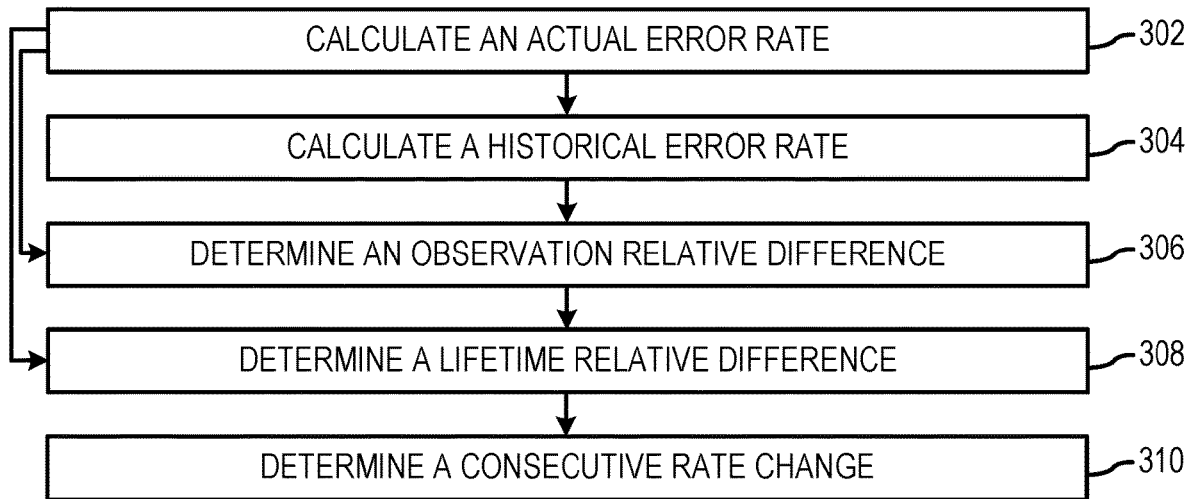 CALCULATE AN ACTUAL ERROR RATE 302
CALCULATE A HISTORICAL ERROR RATE 304
DETERMINE AN OBSERVATION RELATIVE DIFFERENCE 306
DETERMINE A LIFETIME RELATIVE DIFFERENCE 308
DETERMINE A CONSECUTIVE RATE CHANGE 310